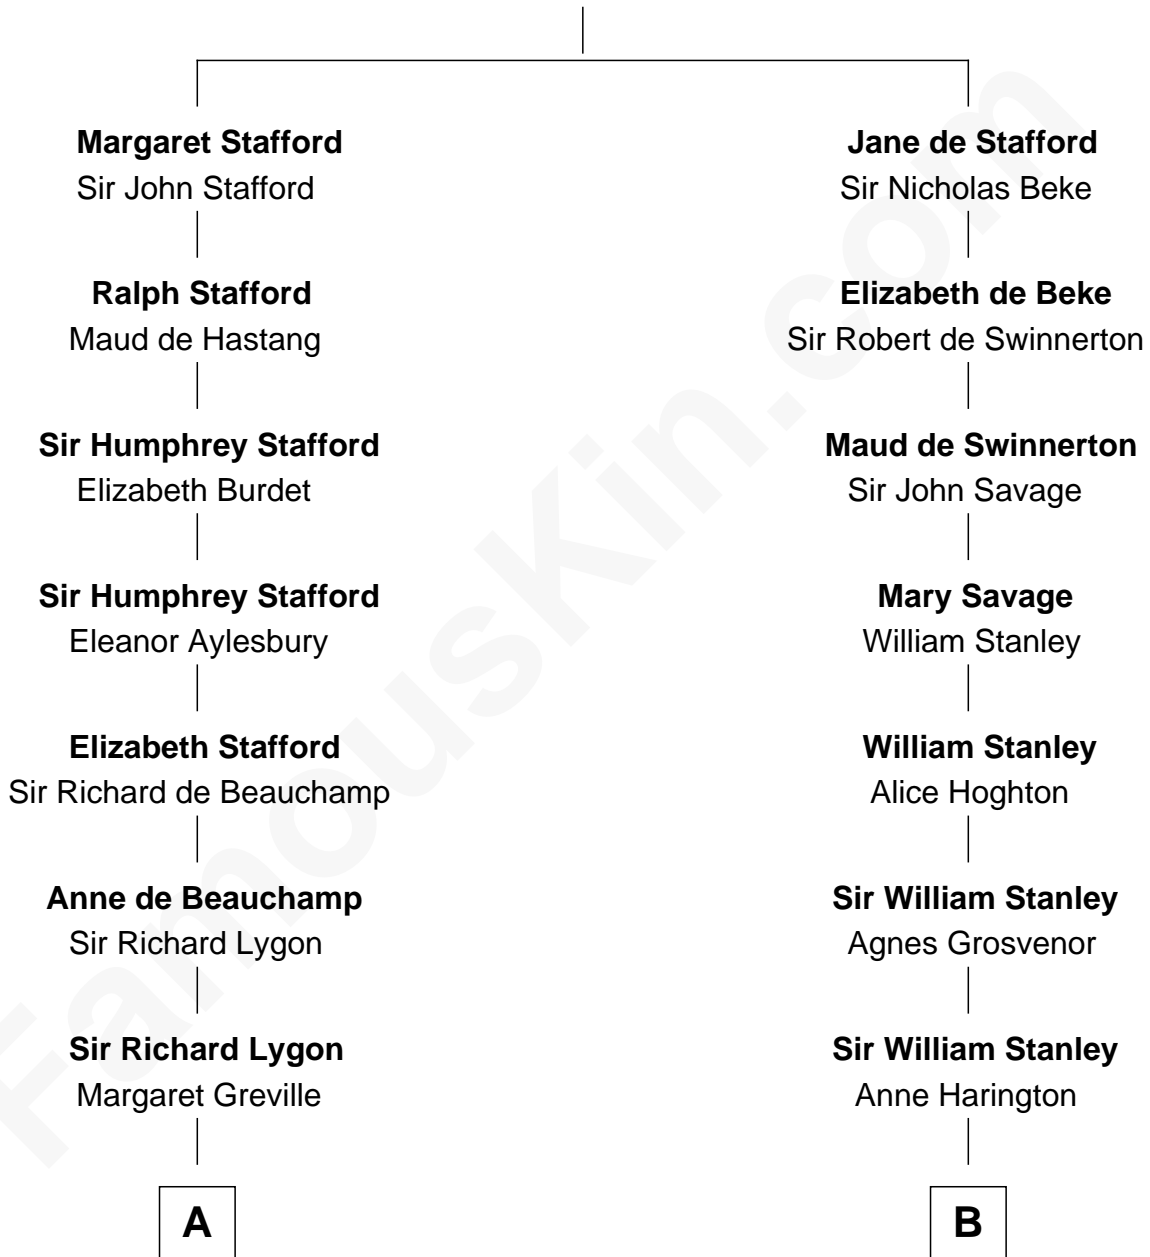 Margaret Stafford
Sir John Stafford
Ralph Stafford
Maud de Hastang
Sir Humphrey Stafford
Elizabeth Burdet
Sir Humphrey Stafford
Eleanor Aylesbury
Elizabeth Stafford
Sir Richard de Beauchamp
Anne de Beauchamp
Sir Richard Lygon
Sir Richard Lygon
Margaret Greville
A
Jane de Stafford
Sir Nicholas Beke
Elizabeth de Beke
Sir Robert de Swinnerton
Maud de Swinnerton
Sir John Savage
Mary Savage
William Stanley
William Stanley
Alice Hoghton
Sir William Stanley
Agnes Grosvenor
Sir William Stanley
Anne Harington
B
FamousKin.com